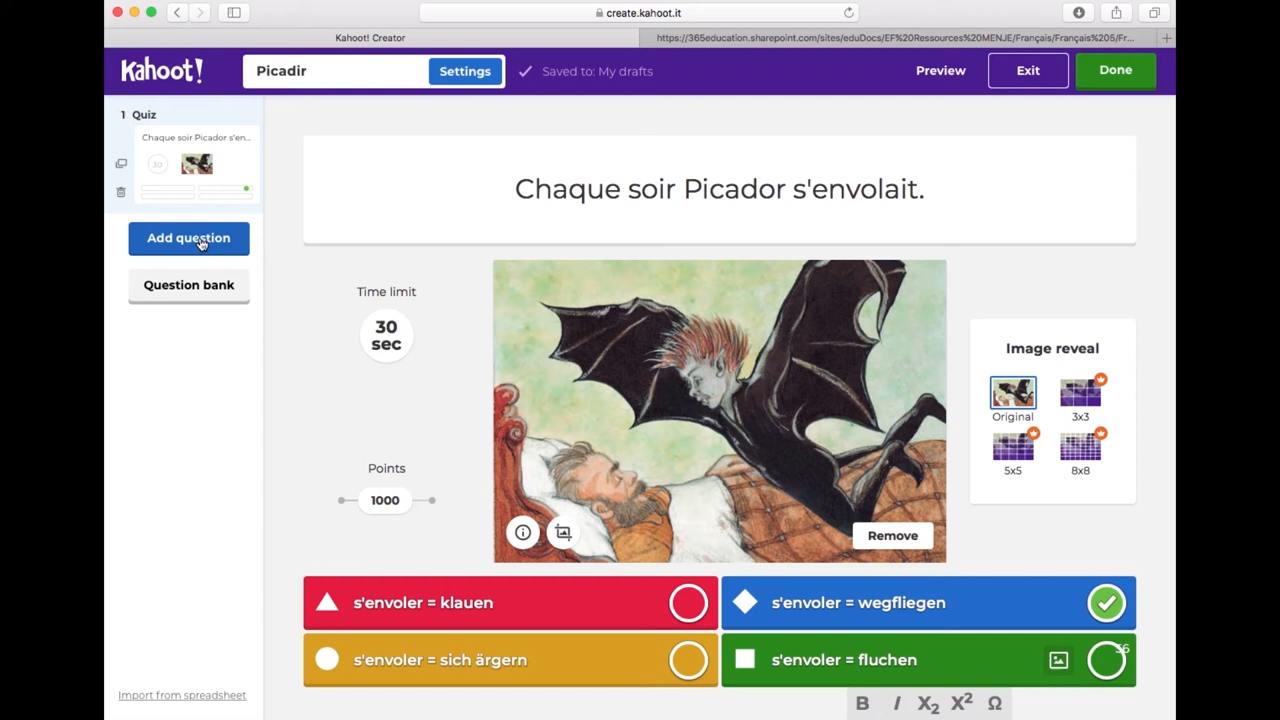 create.kahoot.it
Kahoot! Creator
https://365education.sharepoint.com/sites/eduDocs/EF%20Ressources%20MENJE/Français/Français%205/Fr...
Kahoot!
Picadir
Settings
Saved to: My drafts
Preview
Exit
Done
1 Quiz
Chaque soir Picador s'en...
30
Add question
Question bank
Import from spreadsheet
Chaque soir Picador s'envolait.
Time limit
30
sec
Points
1000
Remove
Image reveal
Original
3x3
5x5
8x8
s'envoler = klauen
s'envoler = wegfliegen
s'envoler = sich ärgern
s'envoler = fluchen
56
B I X2 X2 Ω